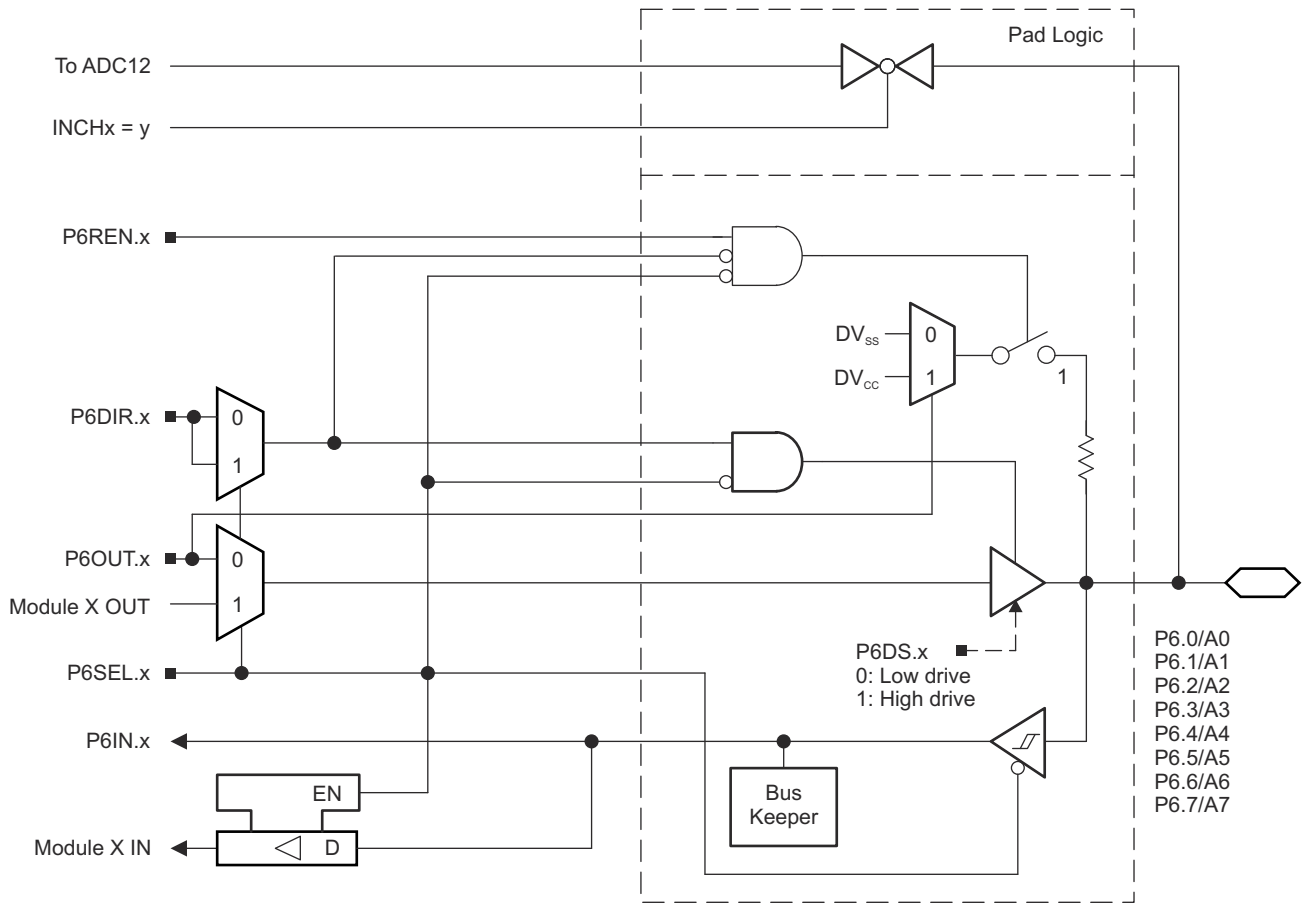 Pad Logic
To ADC12
INCHx = y
P6REN.x
DVSS
0
DVCC
1
1
P6DIR.x
0
1
P6OUT.x
0
Module X OUT
1
P6SEL.x
P6DS.x
0: Low drive
1: High drive
P6.0/A0
P6.1/A1
P6.2/A2
P6.3/A3
P6.4/A4
P6.5/A5
P6.6/A6
P6.7/A7
P6IN.x
EN
Bus
Keeper
Module X IN
D